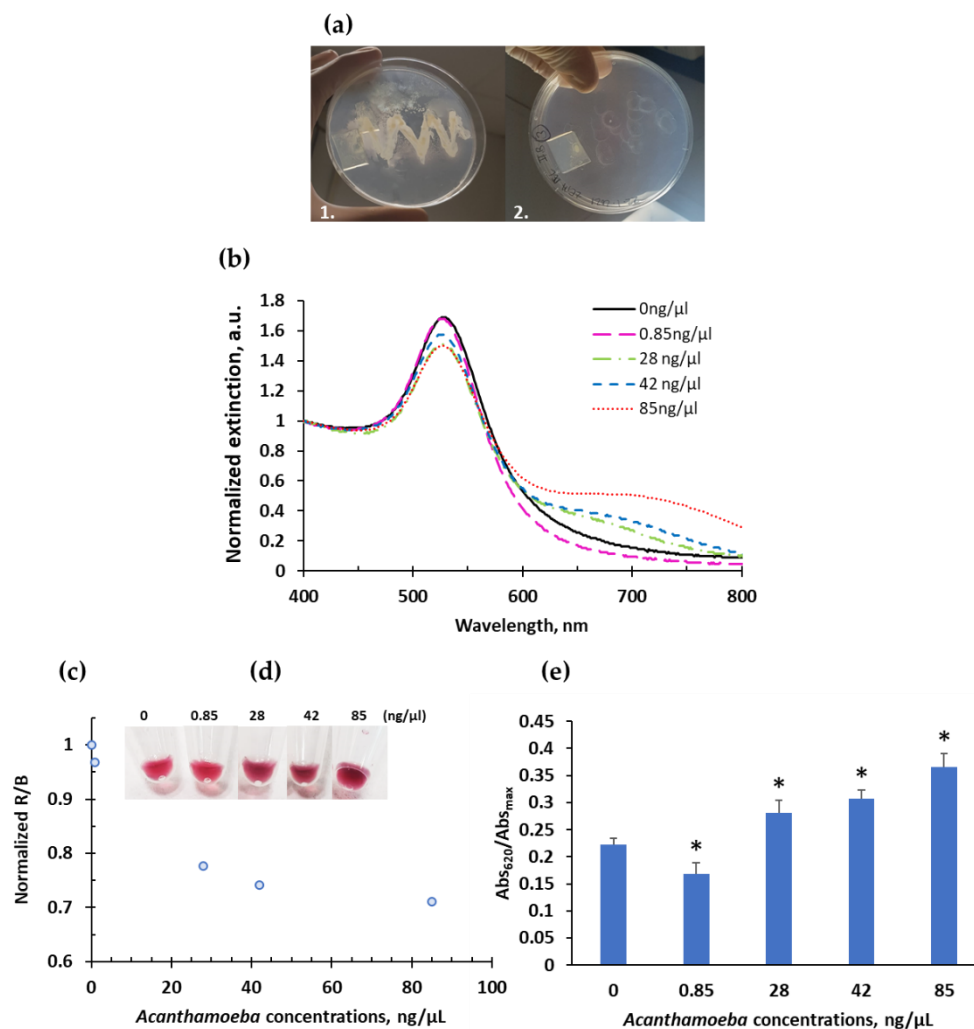 (a)
1.
2.
(b)
Normalized extinction, a.u.
1.8
1.6
1.4
1.2
1
0.8
0.6
0.4
0.2
0
400
500
600
700
800
Wavelength, nm
0ng/µl
0.85ng/µl
28 ng/µl
42 ng/µl
85ng/µl
(c)
(d)
0 0.85 28 42 85 (ng/µl)
Normalized R/B
1
0.9
0.8
0.7
0.6
0 20 40 60 80 100
Acanthamoeba concentrations, ng/µL
(e)
Abs620/Absmax
0.45
0.4
0.35
0.3
0.25
0.2
0.15
0.1
0.05
0
*
*
*
*
0 0.85 28 42 85
Acanthamoeba concentrations, ng/µL